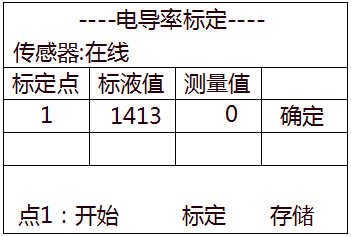 ----电导率标定----
传感器:在线
标定点 标液值 测量值
1 1413 0 确定
点1：开始 标定 存储